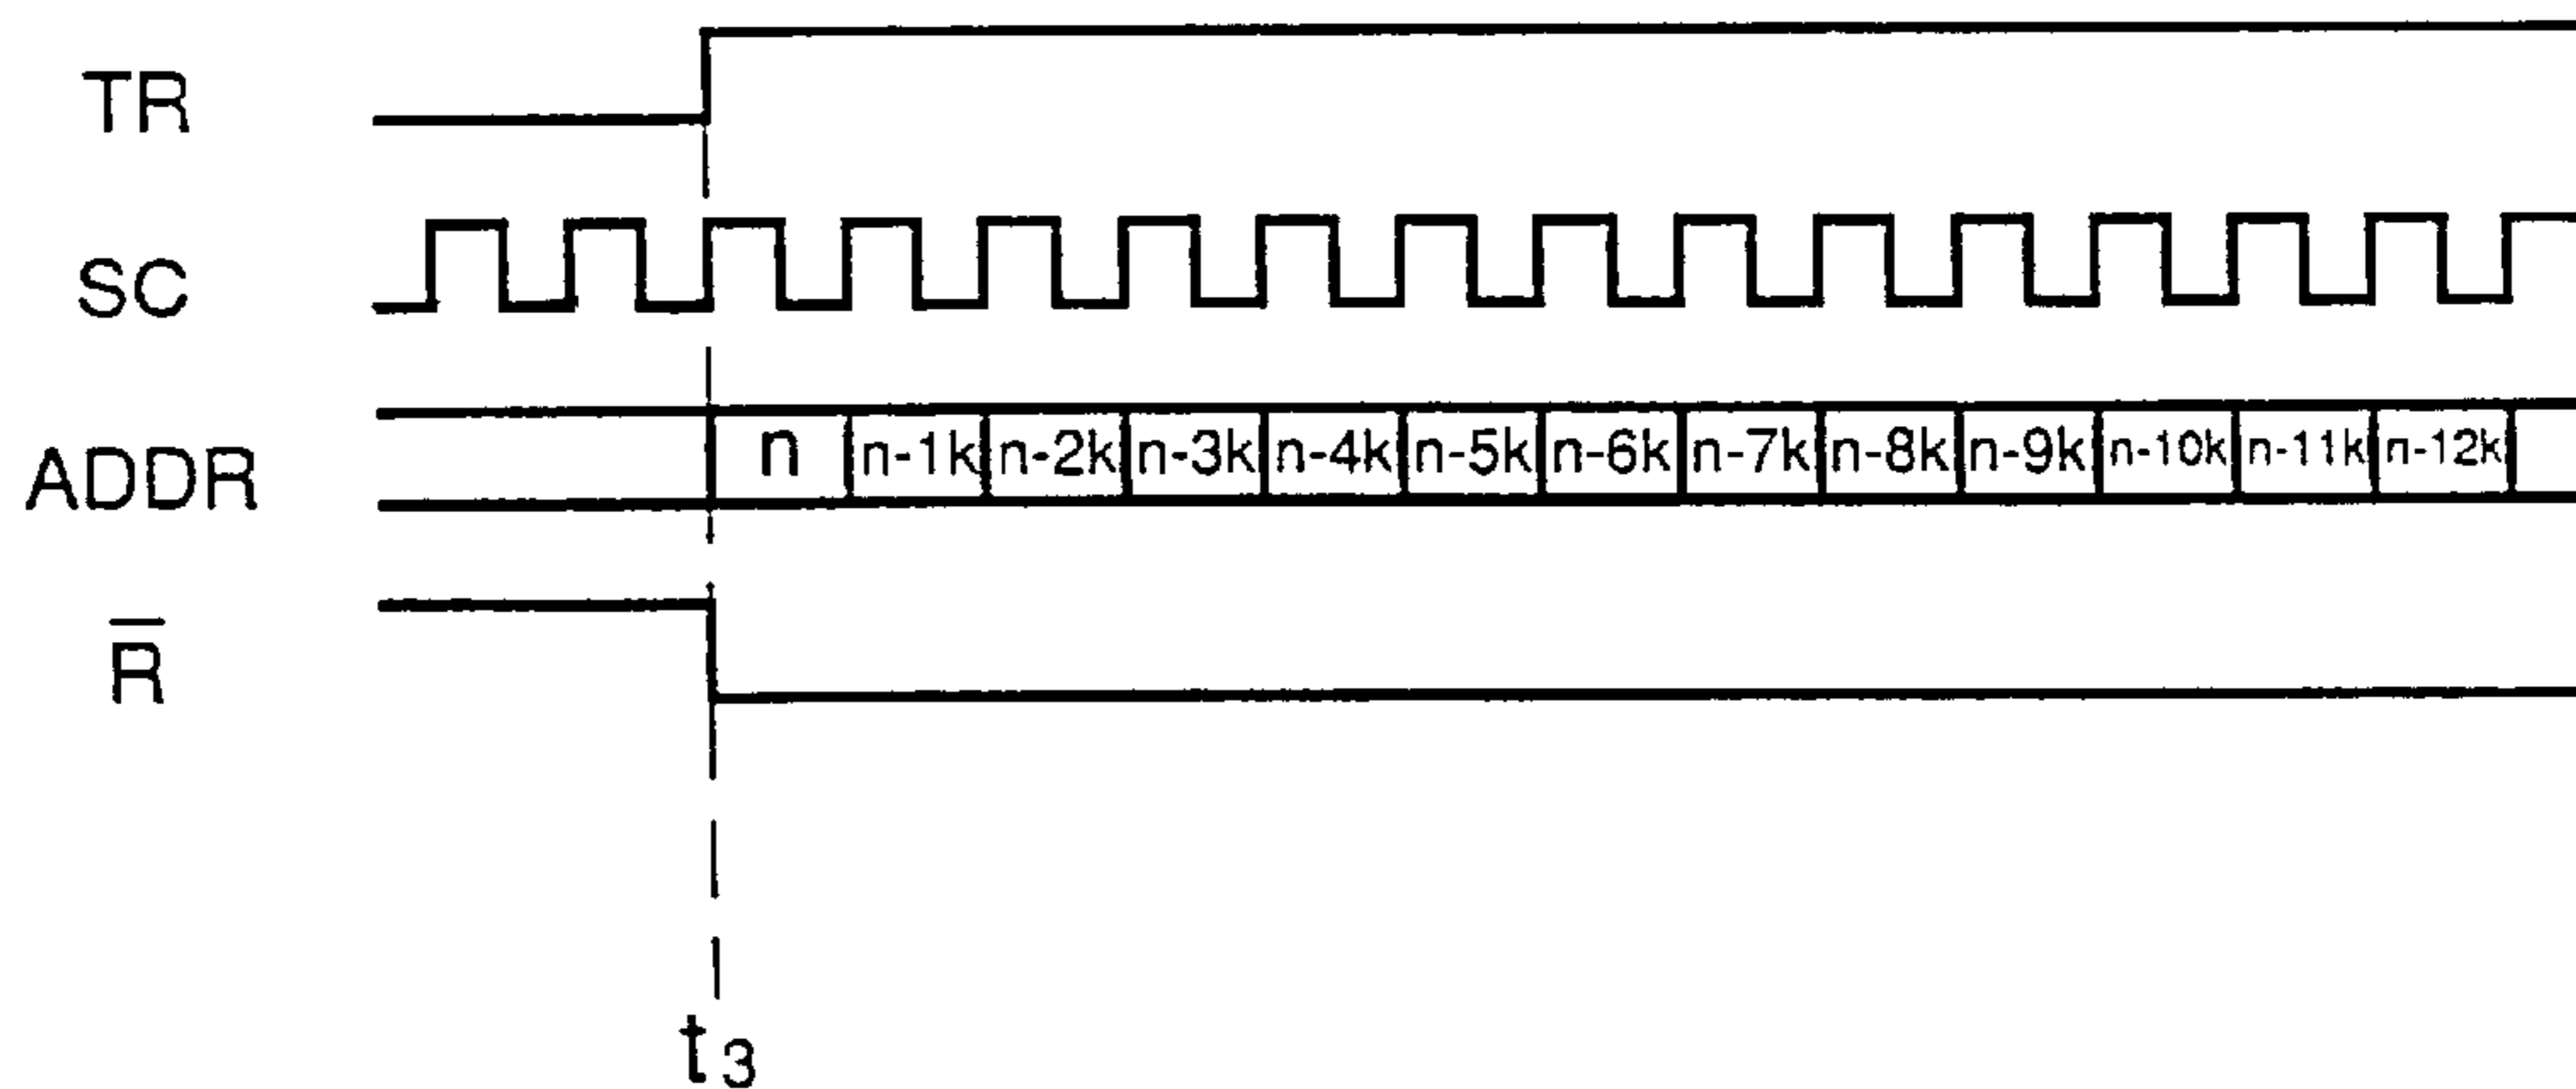 TR
SC
ADDR n n-1k n-2k n-3k n-4k n-5k n-6k n-7k n-8k n-9k n-10k n-11k n-12k
R̅
t₃